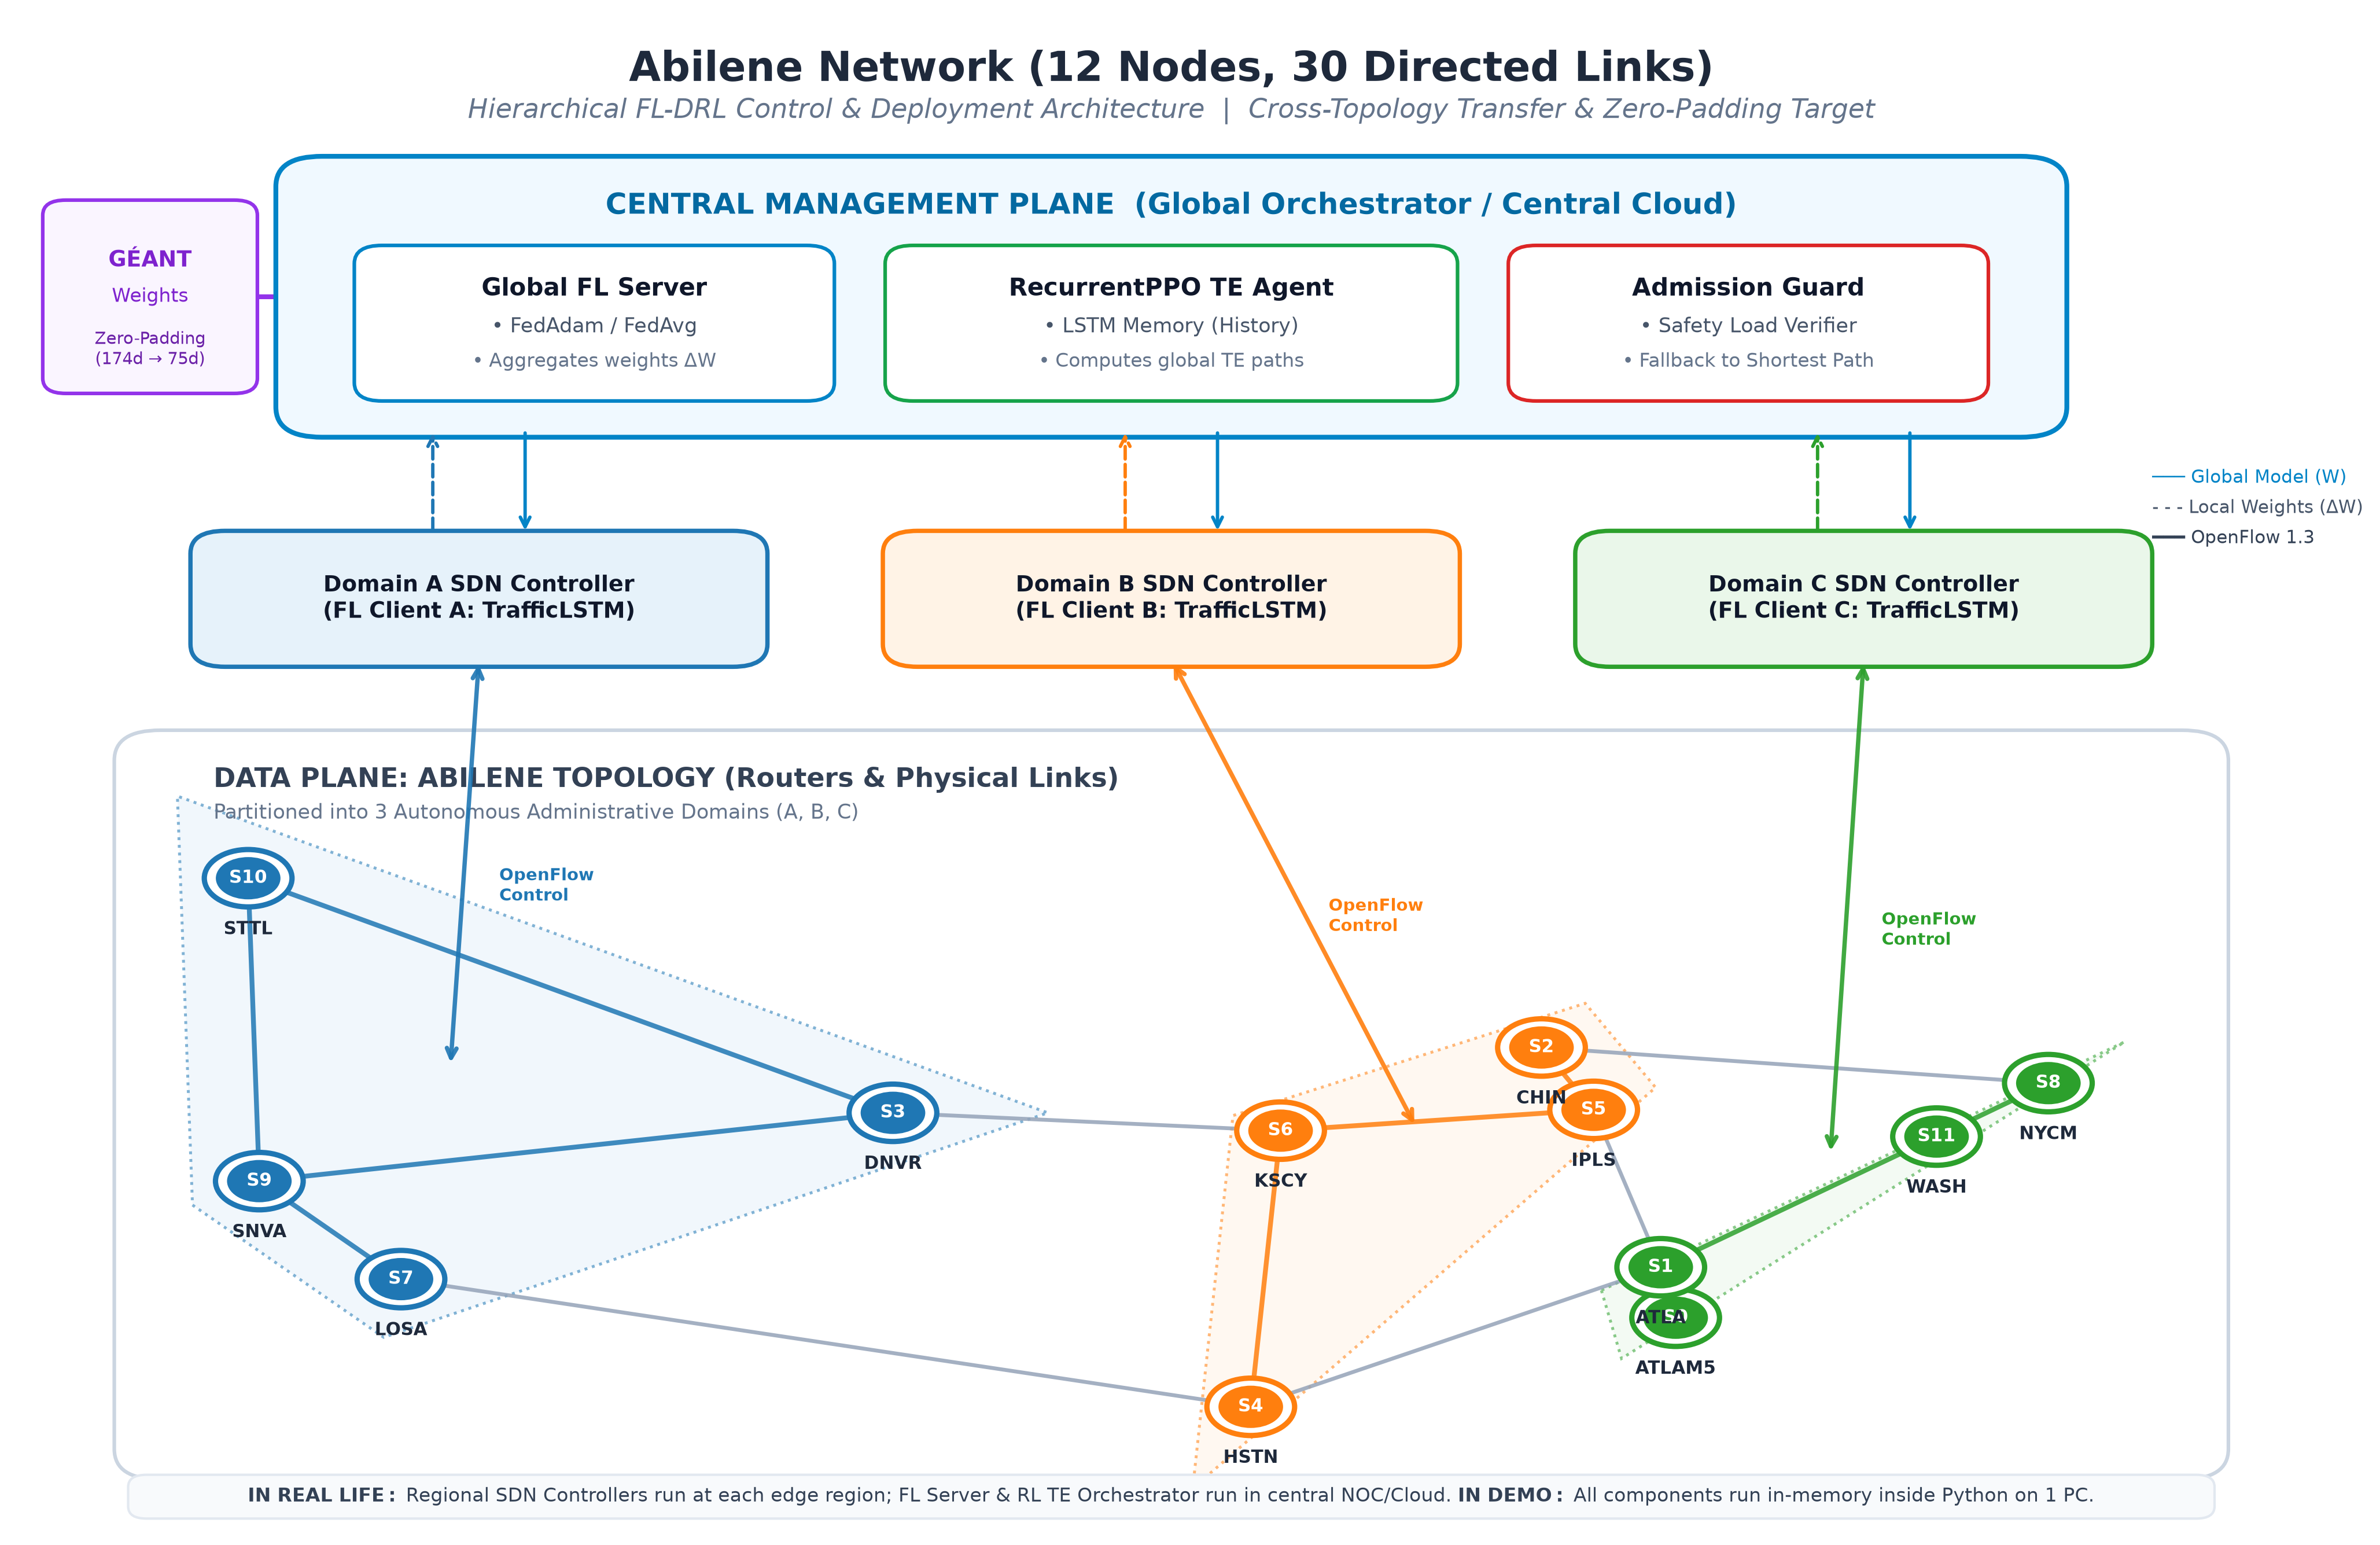 Abilene Network (12 Nodes, 30 Directed Links)
Hierarchical FL-DRL Control & Deployment Architecture | Cross-Topology Transfer & Zero-Padding Target
GÉANT
Weights
Zero-Padding
(174d → 75d)
CENTRAL MANAGEMENT PLANE (Global Orchestrator / Central Cloud)
Global FL Server
• FedAdam / FedAvg
• Aggregates weights ΔW
RecurrentPPO TE Agent
• LSTM Memory (History)
• Computes global TE paths
Admission Guard
• Safety Load Verifier
• Fallback to Shortest Path
Global Model (W)
Local Weights (ΔW)
OpenFlow 1.3
Domain A SDN Controller
(FL Client A: TrafficLSTM)
Domain B SDN Controller
(FL Client B: TrafficLSTM)
Domain C SDN Controller
(FL Client C: TrafficLSTM)
DATA PLANE: ABILENE TOPOLOGY (Routers & Physical Links)
Partitioned into 3 Autonomous Administrative Domains (A, B, C)
OpenFlow
Control
OpenFlow
Control
OpenFlow
Control
S10
STTL
S3
DNVR
S9
SNVA
S7
LOSA
S2
CHIN
S5
IPLS
S6
KSCY
S4
HSTN
S8
NYCM
S11
WASH
S1
ATLA
ATLAM5
IN REAL LIFE: Regional SDN Controllers run at each edge region; FL Server & RL TE Orchestrator run in central NOC/Cloud. IN DEMO: All components run in-memory inside Python on 1 PC.